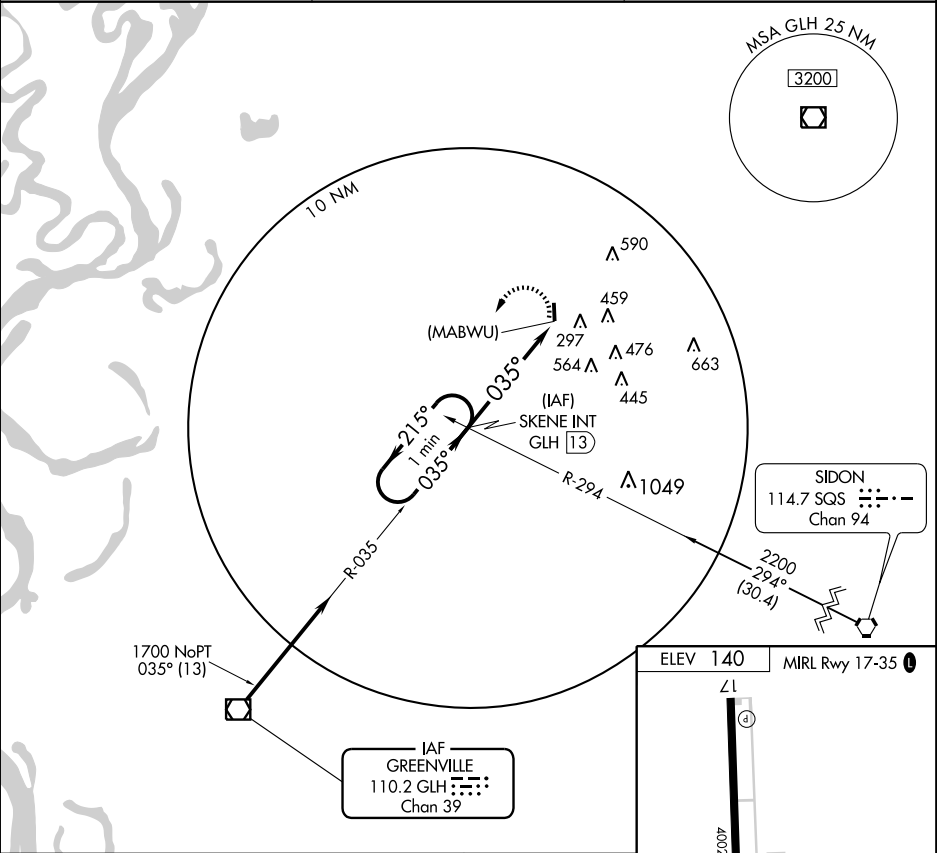 MSA GLH 25 NM
3200
10 NM
590
459
(MABWU)
297
476
564
663
445
035°
(IAF)
SKENE INT
GLH 13
215°
1 min
035°
R-294
1049
SIDON
114.7 SQS
Chan 94
R-035
2200
294°
(30.4)
1700 NoPT
035° (13)
ELEV 140
MIRL Rwy 17-35 L
17
P
IAF
GREENVILLE
110.2 GLH
Chan 39